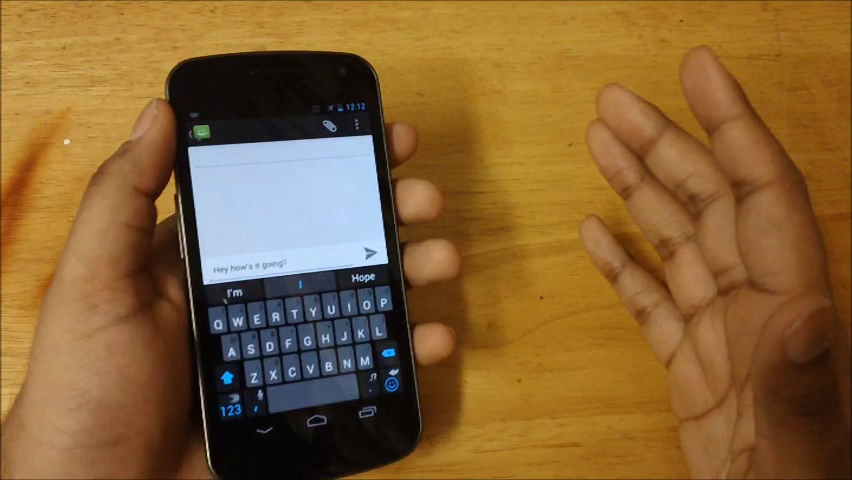 12:12
Hey how's it going?
I'm I Hope
Q W E R T Y U I O P
A S D F G H J K L
Z X C V B N M
123 , .